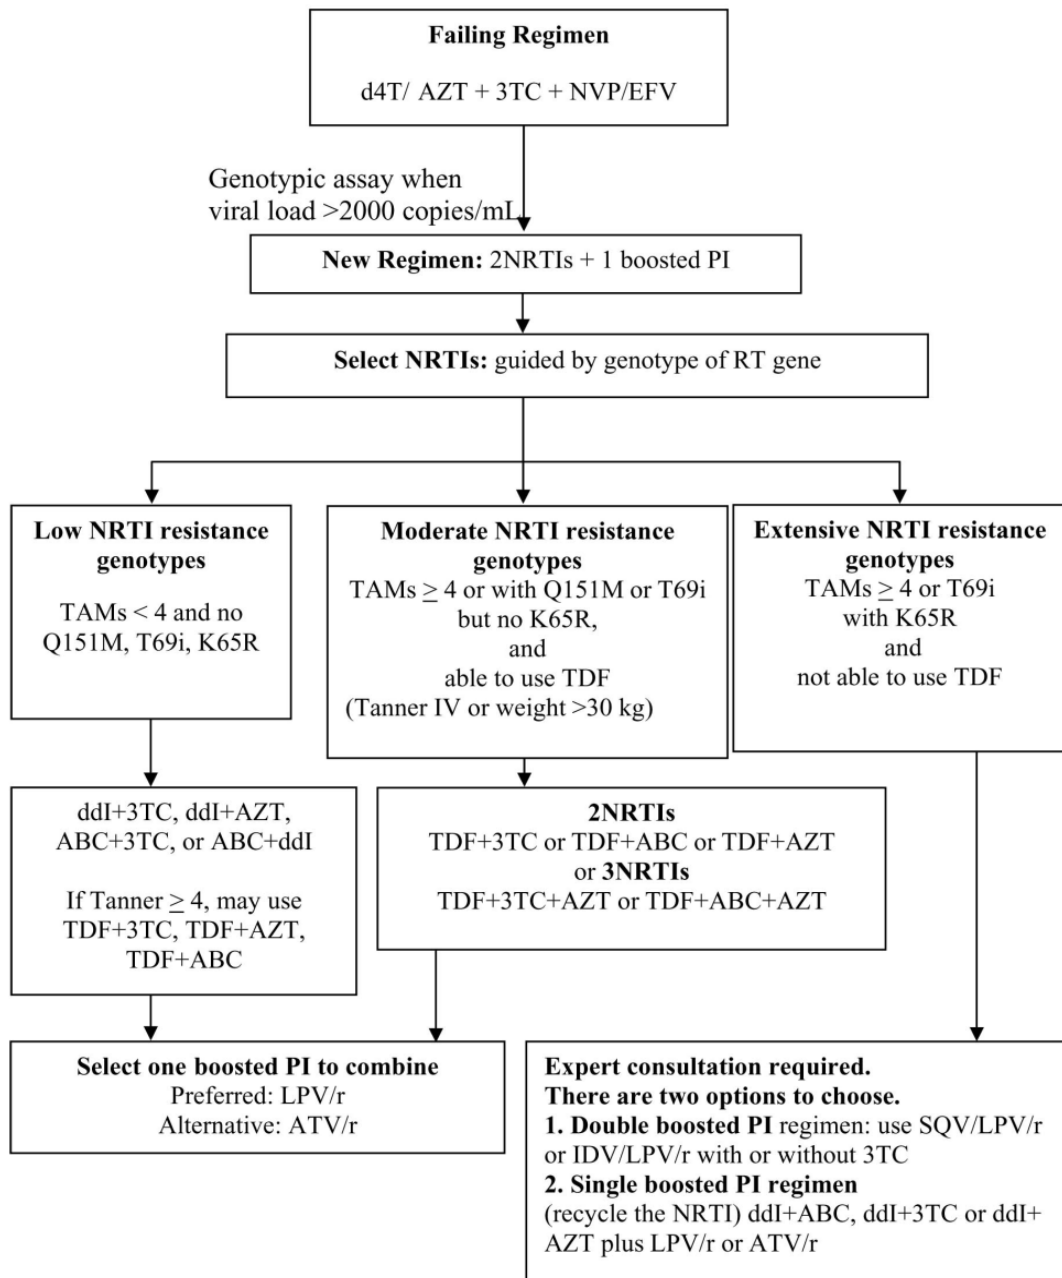 Failing Regimen
d4T/ AZT + 3TC + NVP/EFV
Genotypic assay when
viral load >2000 copies/mL
New Regimen: 2NRTIs + 1 boosted PI
Select NRTIs: guided by genotype of RT gene
Low NRTI resistance
genotypes
TAMs < 4 and no
Q151M, T69i, K65R
Moderate NRTI resistance
genotypes
TAMs ≥ 4 or with Q151M or T69i
but no K65R,
and
able to use TDF
(Tanner IV or weight >30 kg)
Extensive NRTI resistance
genotypes
TAMs ≥ 4 or T69i
with K65R
and
not able to use TDF
ddI+3TC, ddI+AZT,
ABC+3TC, or ABC+ddI
If Tanner ≥ 4, may use
TDF+3TC, TDF+AZT,
TDF+ABC
2NRTIs
TDF+3TC or TDF+ABC or TDF+AZT
or 3NRTIs
TDF+3TC+AZT or TDF+ABC+AZT
Select one boosted PI to combine
Preferred: LPV/r
Alternative: ATV/r
Expert consultation required.
There are two options to choose.
1. Double boosted PI regimen: use SQV/LPV/r
or IDV/LPV/r with or without 3TC
2. Single boosted PI regimen
(recycle the NRTI) ddI+ABC, ddI+3TC or ddI+
AZT plus LPV/r or ATV/r